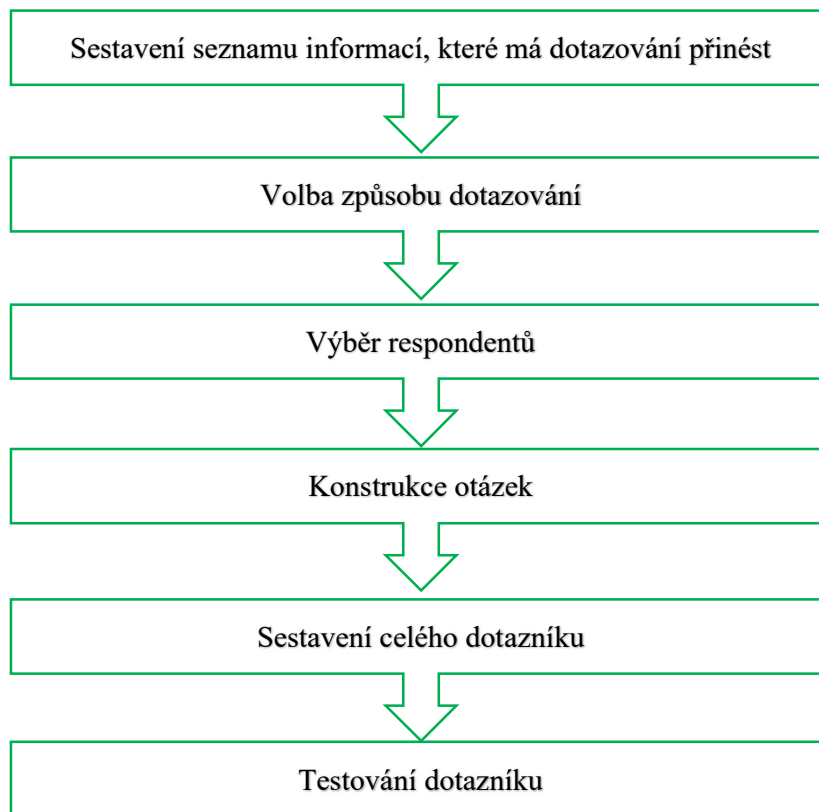 Sestavení seznamu informací, které má dotazování přinést
Volba způsobu dotazování
Výběr respondentů
Konstrukce otázek
Sestavení celého dotazníku
Testování dotazníku